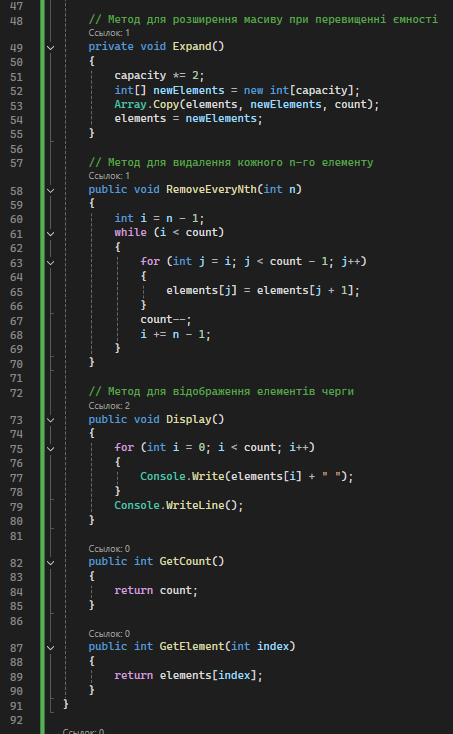 47
48 // Метод для розширення масиву при перевищенні ємності
Ссылок: 1
49 private void Expand()
50 {
51 capacity *= 2;
52 int[] newElements = new int[capacity];
53 Array.Copy(elements, newElements, count);
54 elements = newElements;
55 }
56
57 // Метод для видалення кожного n-го елементу
Ссылок: 1
58 public void RemoveEveryNth(int n)
59 {
60 int i = n - 1;
61 while (i < count)
62 {
63 for (int j = i; j < count - 1; j++)
64 {
65 elements[j] = elements[j + 1];
66 }
67 count--;
68 i += n - 1;
69 }
70 }
71
72 // Метод для відображення елементів черги
Ссылок: 2
73 public void Display()
74 {
75 for (int i = 0; i < count; i++)
76 {
77 Console.Write(elements[i] + " ");
78 }
79 Console.WriteLine();
80 }
81
Ссылок: 0
82 public int GetCount()
83 {
84 return count;
85 }
86
Ссылок: 0
87 public int GetElement(int index)
88 {
89 return elements[index];
90 }
91 }
92
Ссылок: 0